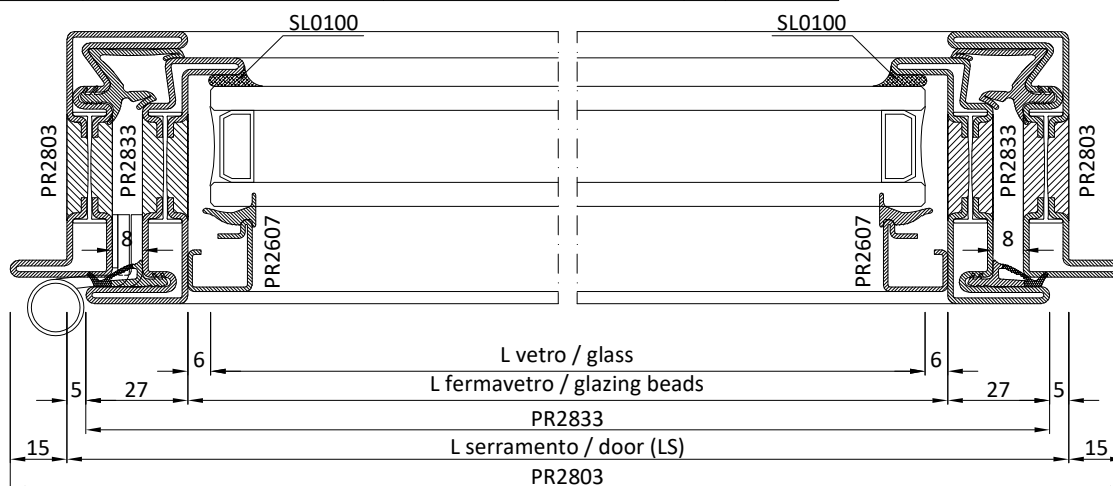 SL0100 SL0100
PR2803 PR2833 PR2833 PR2803
PR2607 PR2607
8 8
6 L vetro / glass 6
5 27 L fermavetro / glazing beads 27 5
PR2833
15 L serramento / door (LS) 15
PR2803